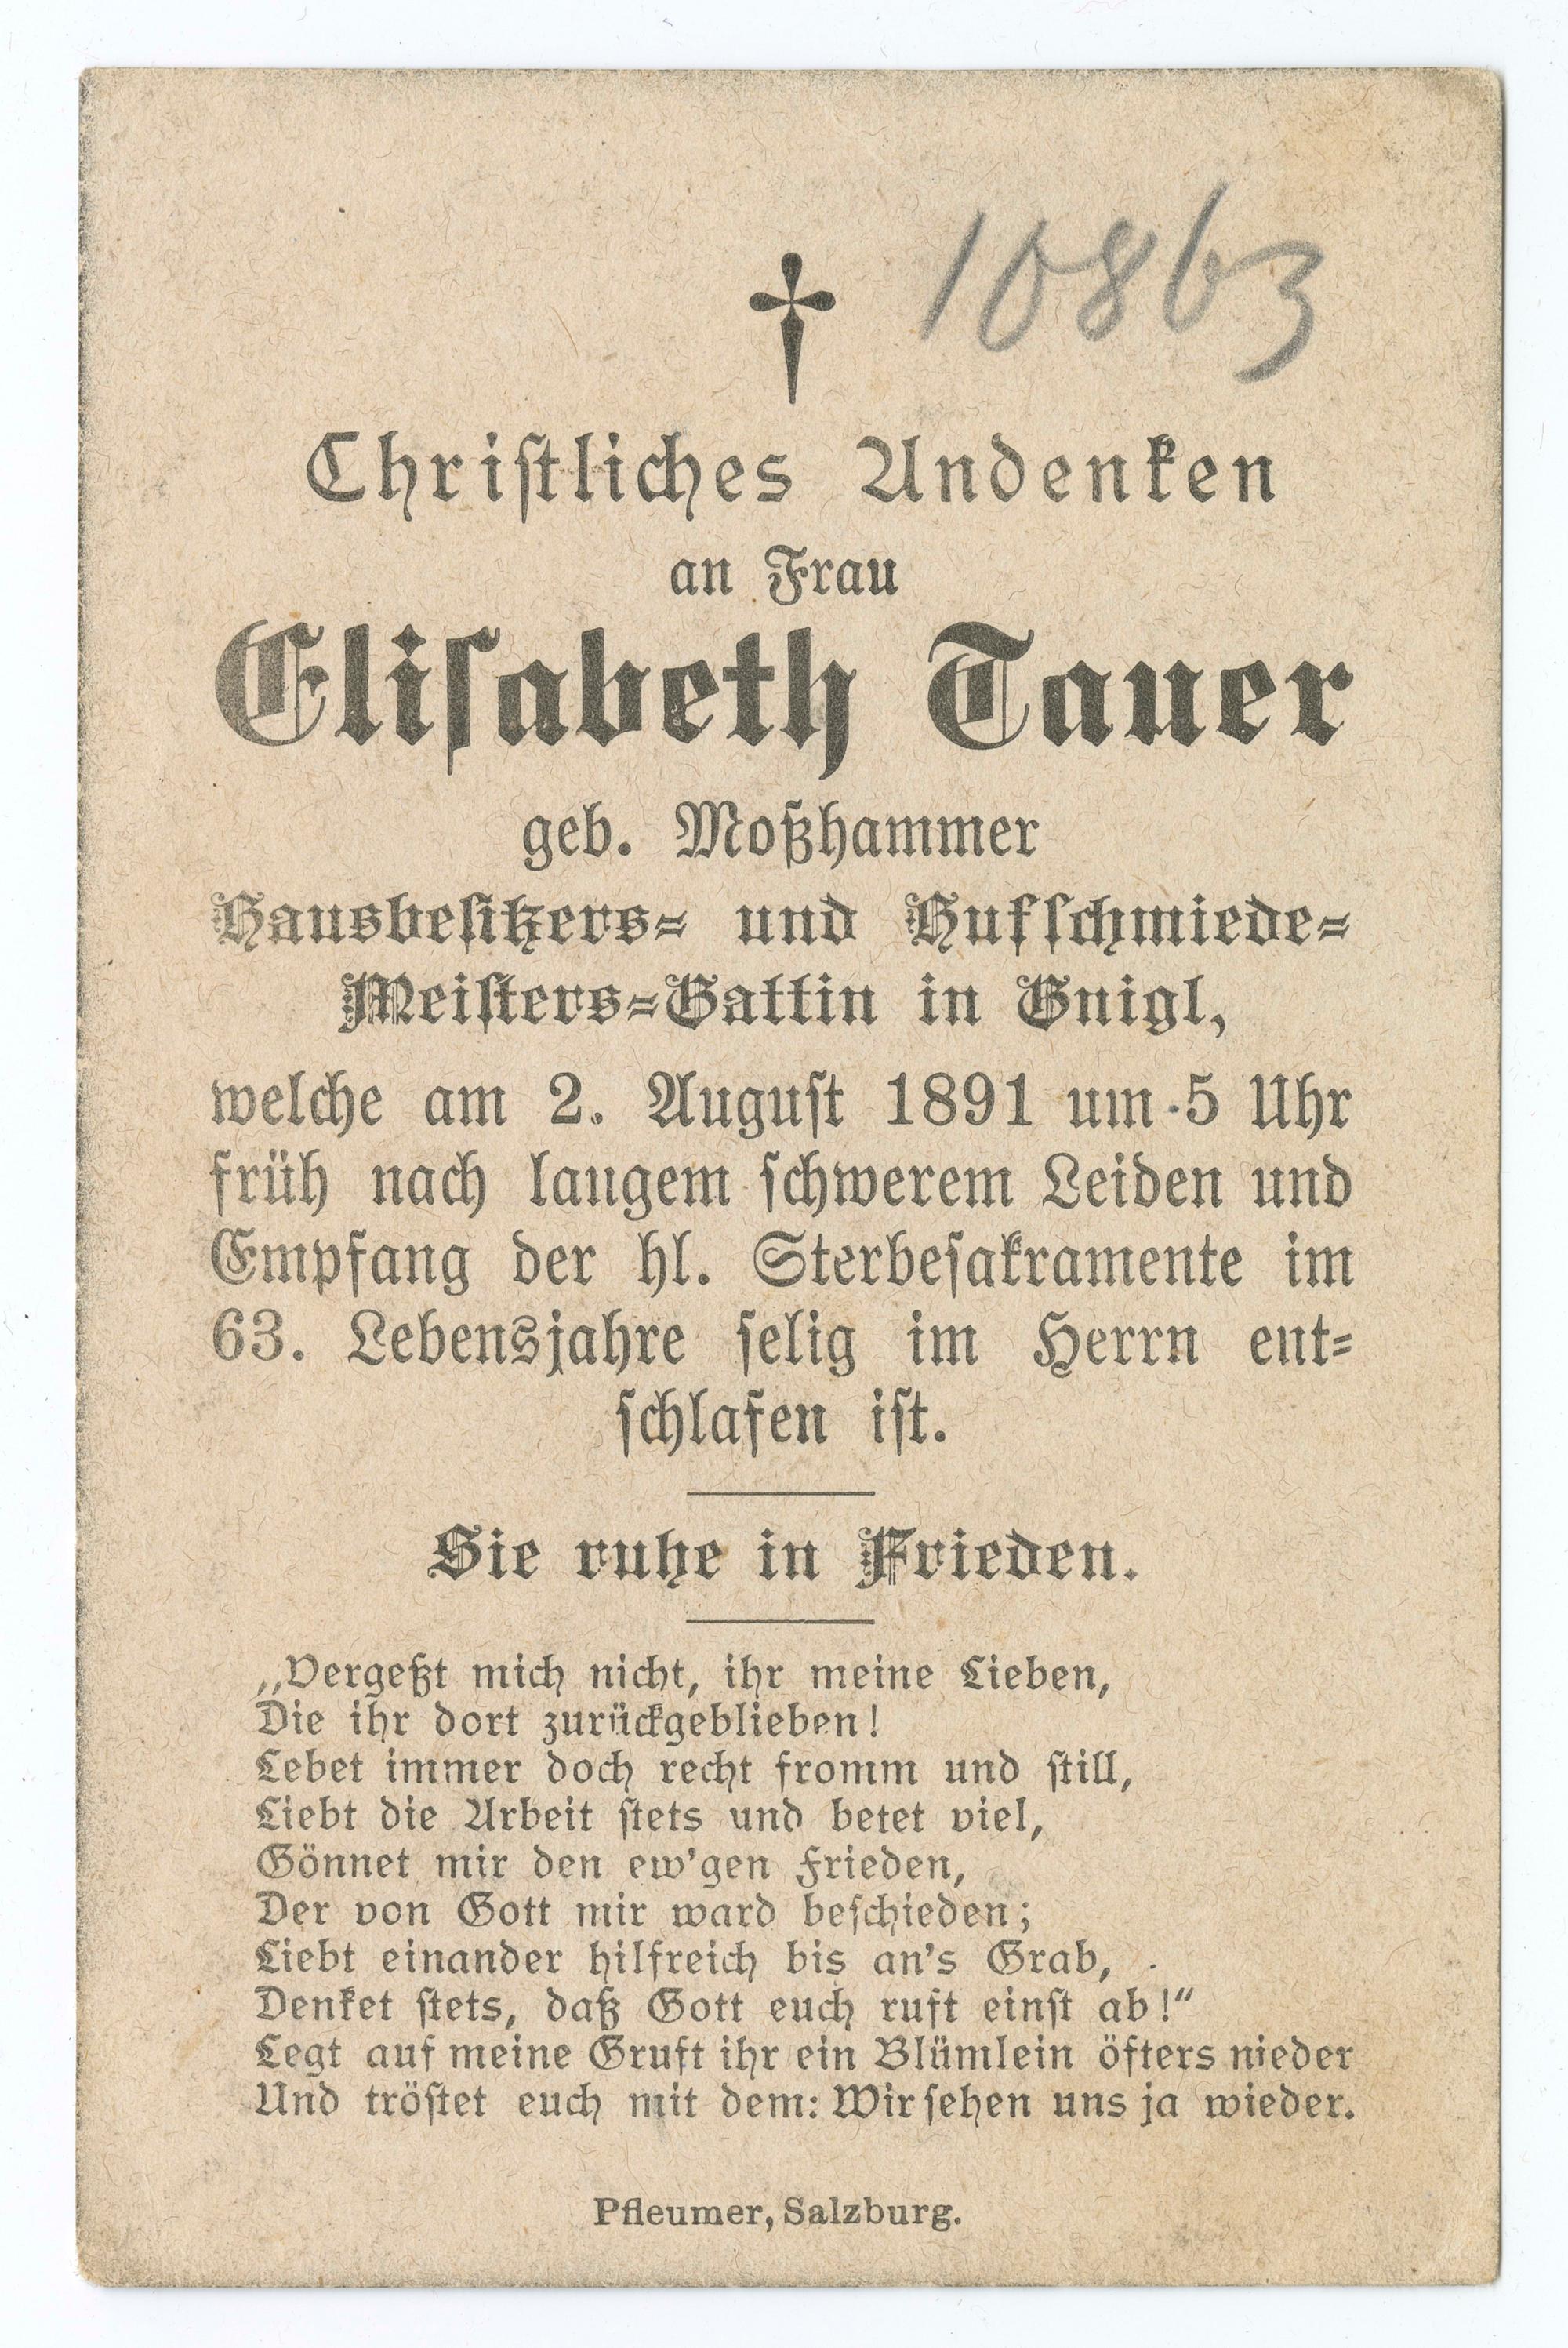 10863
†
Christliches Andenken
an Frau
Elisabeth Tauer
geb. Moßhammer
Hausbesitzers- und Hufschmiede-
Meisters-Gattin in Gnigl,
welche am 2. August 1891 um 5 Uhr
früh nach langem schwerem Leiden und
Empfang der hl. Sterbesakramente im
63. Lebensjahre selig im Herrn ent-
schlafen ist.
Sie ruhe in Frieden.
„Vergeßt mich nicht, ihr meine Lieben,
Die ihr dort zurückgeblieben!
Lebet immer doch recht fromm und still,
Liebt die Arbeit stets und betet viel,
Gönnet mir den ew'gen Frieden,
Der von Gott mir ward beschieden;
Liebt einander hilfreich bis an's Grab,
Denket stets, daß Gott euch ruft einst ab!“
Legt auf meine Gruft ihr ein Blümlein öfters nieder
Und tröstet euch mit dem: Wir sehen uns ja wieder.
Pfleumer, Salzburg.